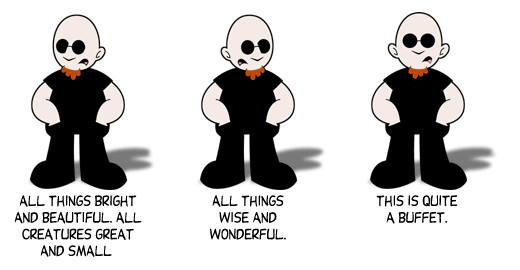 ALL THINGS BRIGHT
AND BEAUTIFUL. ALL
CREATURES GREAT
AND SMALL
ALL THINGS
WISE AND
WONDERFUL.
THIS IS QUITE
A BUFFET.